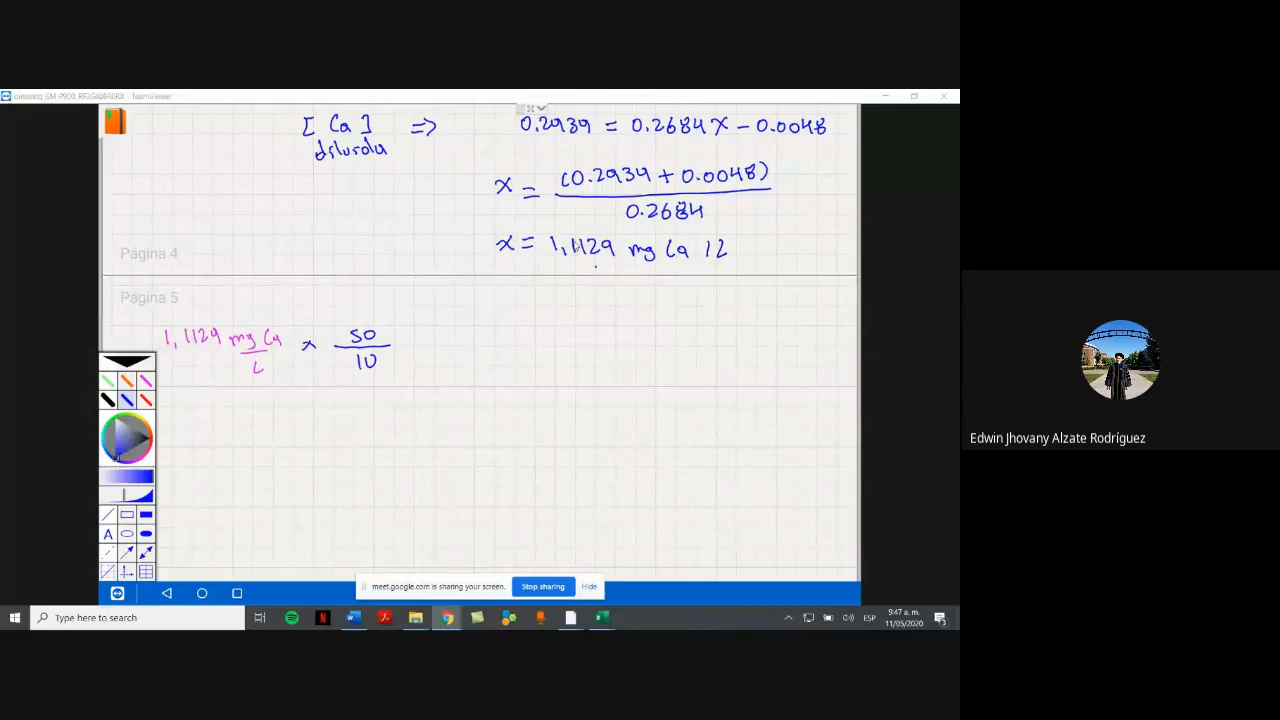 [ Ca ] => 0.2939 = 0.2684 X - 0.0048
diluida
x = (0.2939 + 0.0048)
0.2684
x = 1,1129 mg Ca / L
Página 4
Página 5
1,1129 mg Ca x 50
L 10
A
Edwin Jhovany Alzate Rodríguez
meet.google.com is sharing your screen. Stop sharing Hide
Type here to search
ESP
9:47 a. m.
11/05/2020